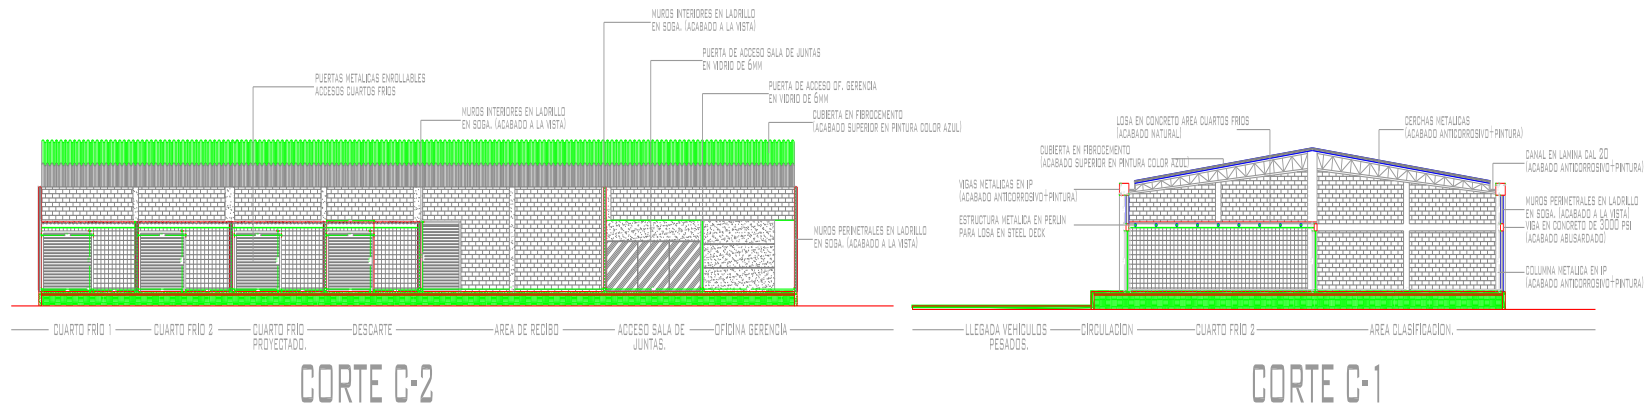 MUROS INTERIORES EN LADRILLO
EN SOGA. (ACABADO A LA VISTA)
PUERTA DE ACCESO SALA DE JUNTAS
EN VIDRIO DE 6MM
PUERTAS METALICAS ENROLLABLES
ACCESOS CUARTOS FRIOS
PUERTA DE ACCESO OF. GERENCIA
EN VIDRIO DE 6MM
MUROS INTERIORES EN LADRILLO
EN SOGA. (ACABADO A LA VISTA)
CUBIERTA EN FIBROCEMENTO
(ACABADO SUPERIOR EN PINTURA COLOR AZUL)
MUROS PERIMETRALES EN LADRILLO
EN SOGA. (ACABADO A LA VISTA)
CUARTO FRIO 1
CUARTO FRIO 2
CUARTO FRIO
PROYECTADO.
DESCARTE
AREA DE RECIBO
ACCESO SALA DE
JUNTAS.
OFICINA GERENCIA
CORTE C-2
LOSA EN CONCRETO AREA CUARTOS FRIOS
(ACABADO NATURAL)
CERCHAS METALICAS
(ACABADO ANTICORROSIVO+PINTURA)
CUBIERTA EN FIBROCEMENTO
(ACABADO SUPERIOR EN PINTURA COLOR AZUL)
CANAL EN LAMINA CAL 20
(ACABADO ANTICORROSIVO+PINTURA)
VIGAS METALICAS EN IP
(ACABADO ANTICORROSIVO+PINTURA)
MUROS PERIMETRALES EN LADRILLO
EN SOGA. (ACABADO A LA VISTA)
VIGA EN CONCRETO DE 3000 PSI
(ACABADO ABUSARDADO)
ESTRUCTURA METALICA EN PERLIN
PARA LOSA EN STEEL DECK
COLUMNA METALICA EN IP
(ACABADO ANTICORROSIVO+PINTURA)
LLEGADA VEHICULOS
PESADOS.
CIRCULACION
CUARTO FRIO 2
AREA CLASIFICACION.
CORTE C-1